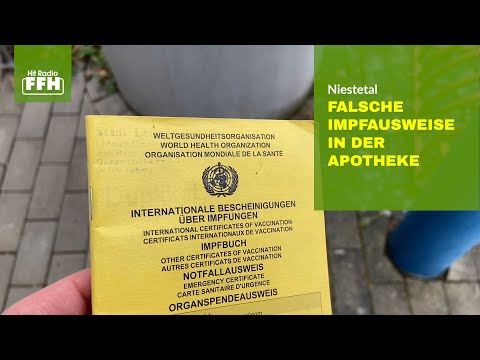 Hit Radio
FFH
Niestetal
FALSCHE
IMPFAUSWEISE
IN DER
APOTHEKE
WELTGESUNDHEITSORGANISATION
WORLD HEALTH ORGANIZATION
ORGANISATION MONDIALE DE LA SANTÉ
INTERNATIONALE BESCHEINIGUNGEN
ÜBER IMPFUNGEN
INTERNATIONAL CERTIFICATES OF VACCINATION
CERTIFICATS INTERNATIONAUX DE VACCINATION
IMPFBUCH
OTHER CERTIFICATES OF VACCINATION
AUTRES CERTIFICATS DE VACCINATION
NOTFALLAUSWEIS
EMERGENCY CERTIFICATE
CARTE SANITAIRE D'URGENCE
ORGANSPENDEAUSWEIS